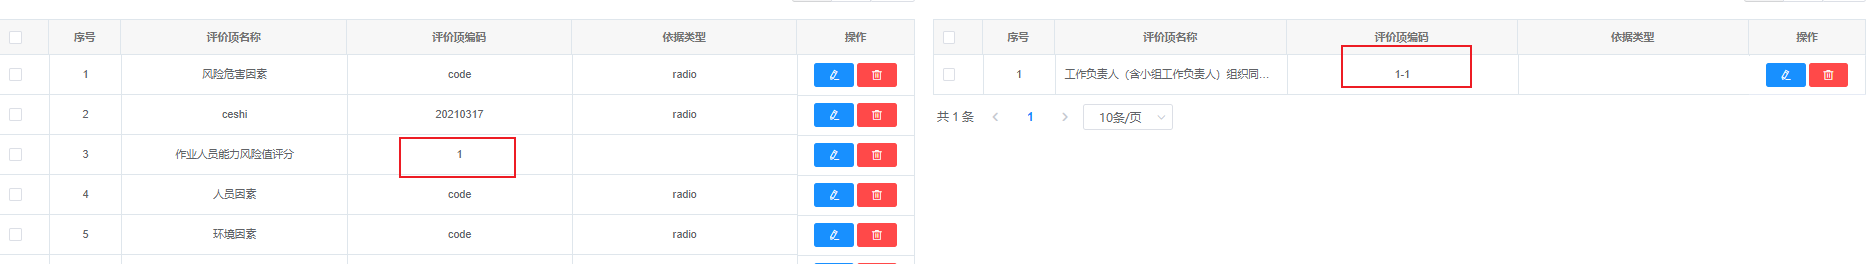 序号 评价项名称 评价项编码 依据类型 操作
1 风险危害因素 code radio
2 ceshi 20210317 radio
3 作业人员能力风险值评分 1
4 人员因素 code radio
5 环境因素 code radio
序号 评价项名称 评价项编码 依据类型 操作
1 工作负责人（含小组工作负责人）组织同... 1-1
共 1 条 1 10条/页